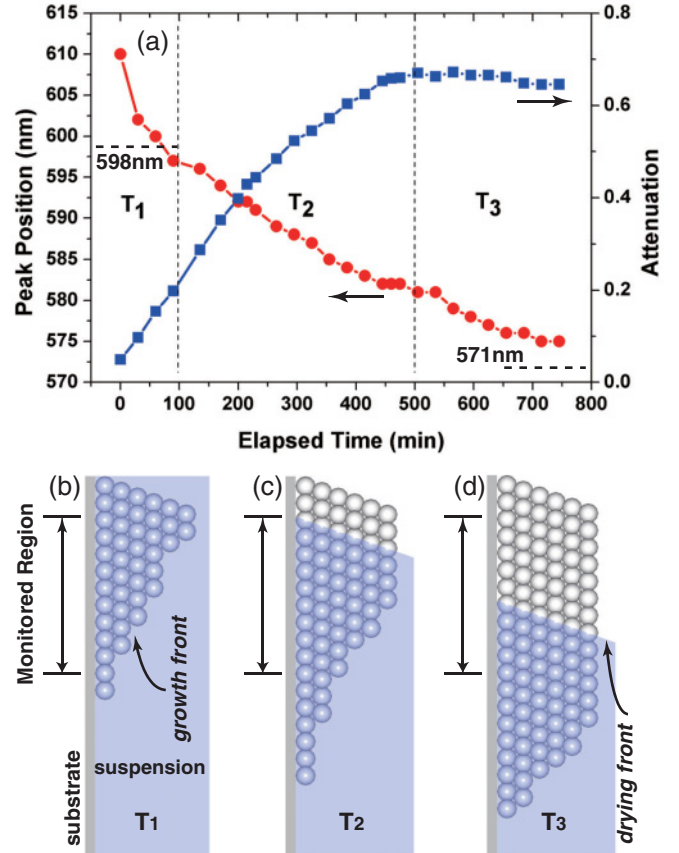 (a)
615
610
605
600
595
590
585
580
575
570
Peak Position (nm)
598nm
T1
T2
T3
571nm
0.8
0.6
0.4
0.2
0.0
Attenuation
0 100 200 300 400 500 600 700 800
Elapsed Time (min)
(b)
(c)
(d)
Monitored Region
growth front
substrate
suspension
drying front
T1
T2
T3